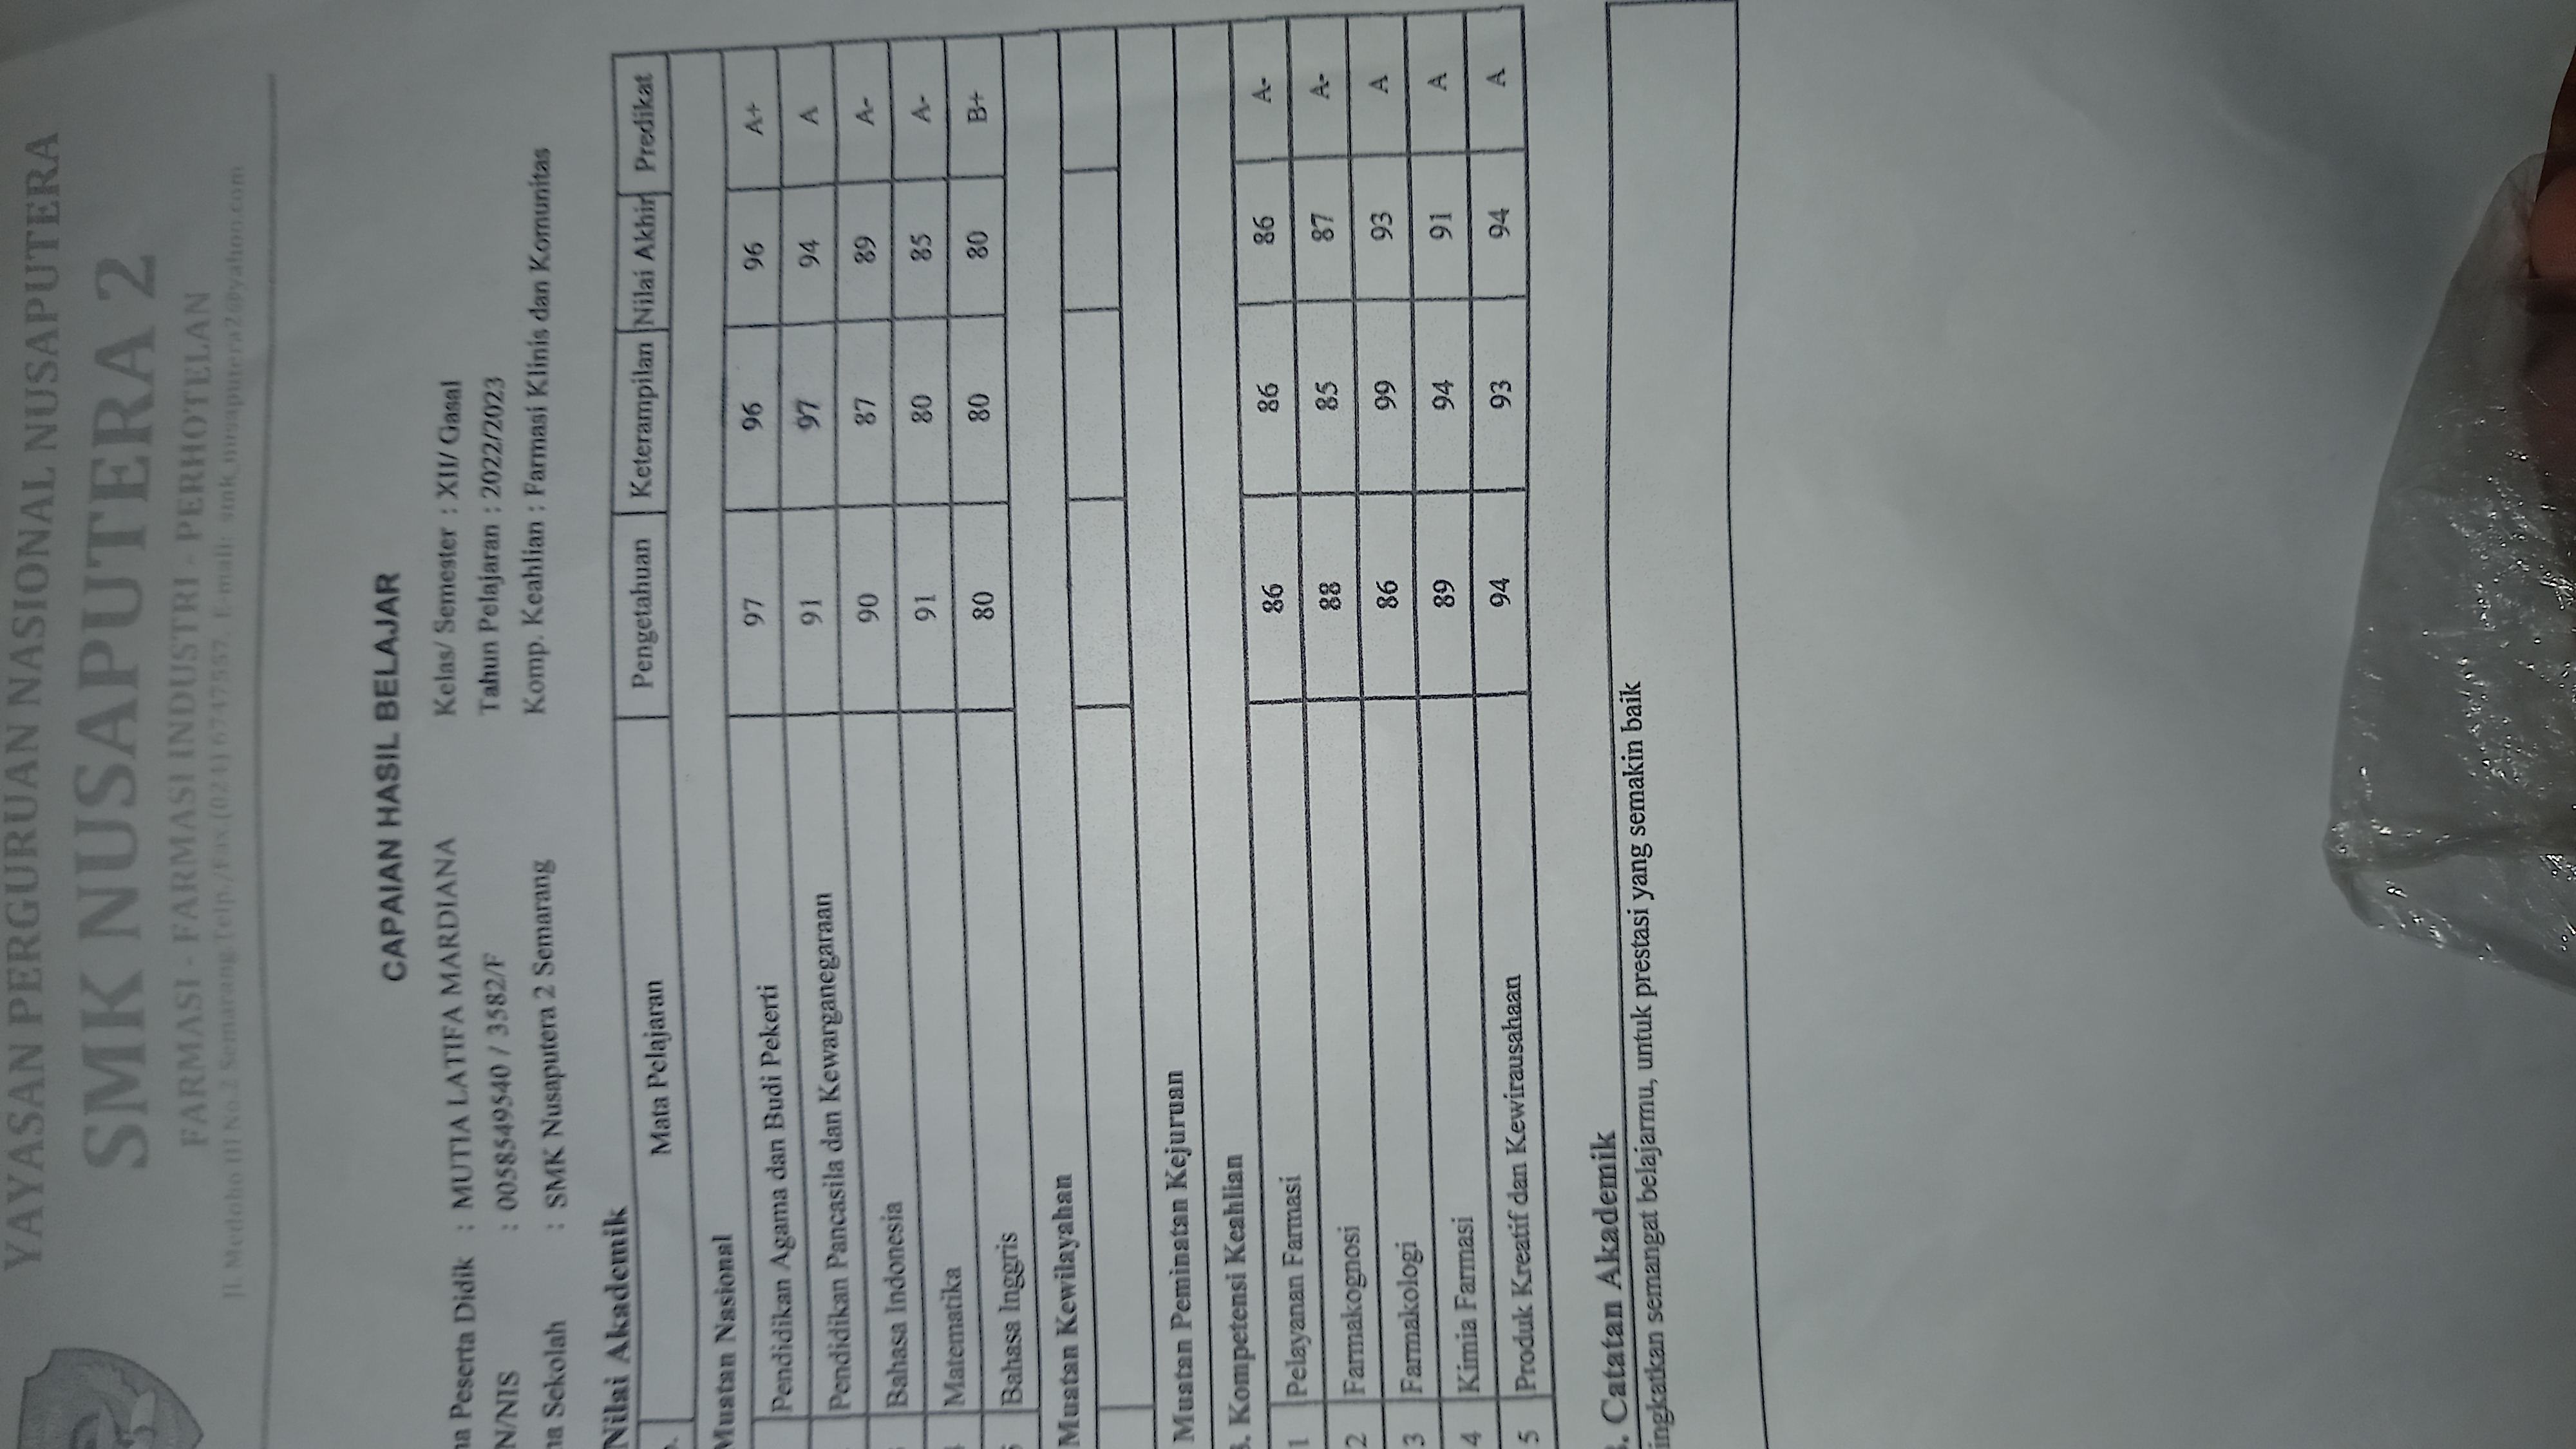 YAYASAN PERGURUAN NASIONAL NUSAPUTERA
SMK NUSAPUTERA 2
FARMASI - FARMASI INDUSTRI - PERHOTELAN
Jl. Medoho III No.2 Semarang.Telp./Fax.(024) 6747557, E-mail: smk_nusaputera2@yahoo.com
CAPAIAN HASIL BELAJAR
na Peserta Didik : MUTIA LATIFA MARDIANA Kelas/ Semester : XII/ Gasal
N/NIS : 0058549540 / 3582/F Tahun Pelajaran : 2022/2023
na Sekolah : SMK Nusaputera 2 Semarang Komp. Keahlian : Farmasi Klinis dan Komunitas
Nilai Akademik
Mata Pelajaran Pengetahuan Keterampilan Nilai Akhir Predikat
Muatan Nasional
Pendidikan Agama dan Budi Pekerti 97 96 96 A+
Pendidikan Pancasila dan Kewarganegaraan 91 97 94 A
Bahasa Indonesia 90 87 89 A-
Matematika 91 80 85 A-
Bahasa Inggris 80 80 80 B+
Muatan Kewilayahan
Muatan Peminatan Kejuruan
3. Kompetensi Keahlian
1 Pelayanan Farmasi 86 86 86 A-
2 Farmakognosi 88 85 87 A-
3 Farmakologi 86 99 93 A
4 Kimia Farmasi 89 94 91 A
5 Produk Kreatif dan Kewirausahaan 94 93 94 A
. Catatan Akademik
ingkatkan semangat belajarmu, untuk prestasi yang semakin baik